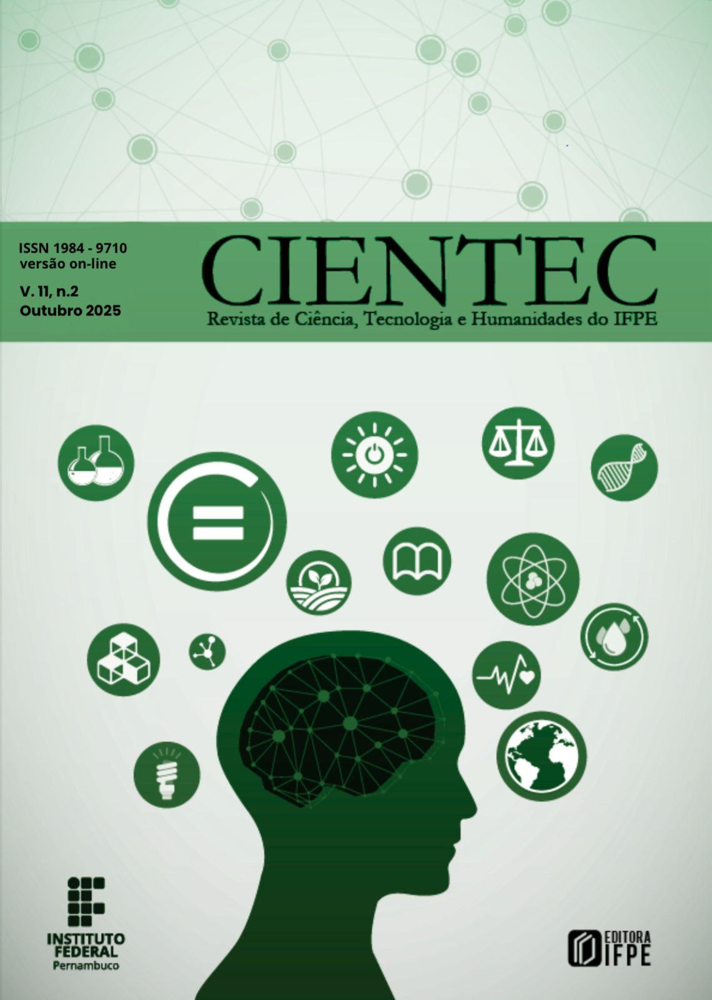 ISSN 1984 - 9710
versão on-line
V. 11, n.2
Outubro 2025
CIENTEC
Revista de Ciência, Tecnologia e Humanidades do IFPE
INSTITUTO
FEDERAL
Pernambuco
EDITORA
IFPE